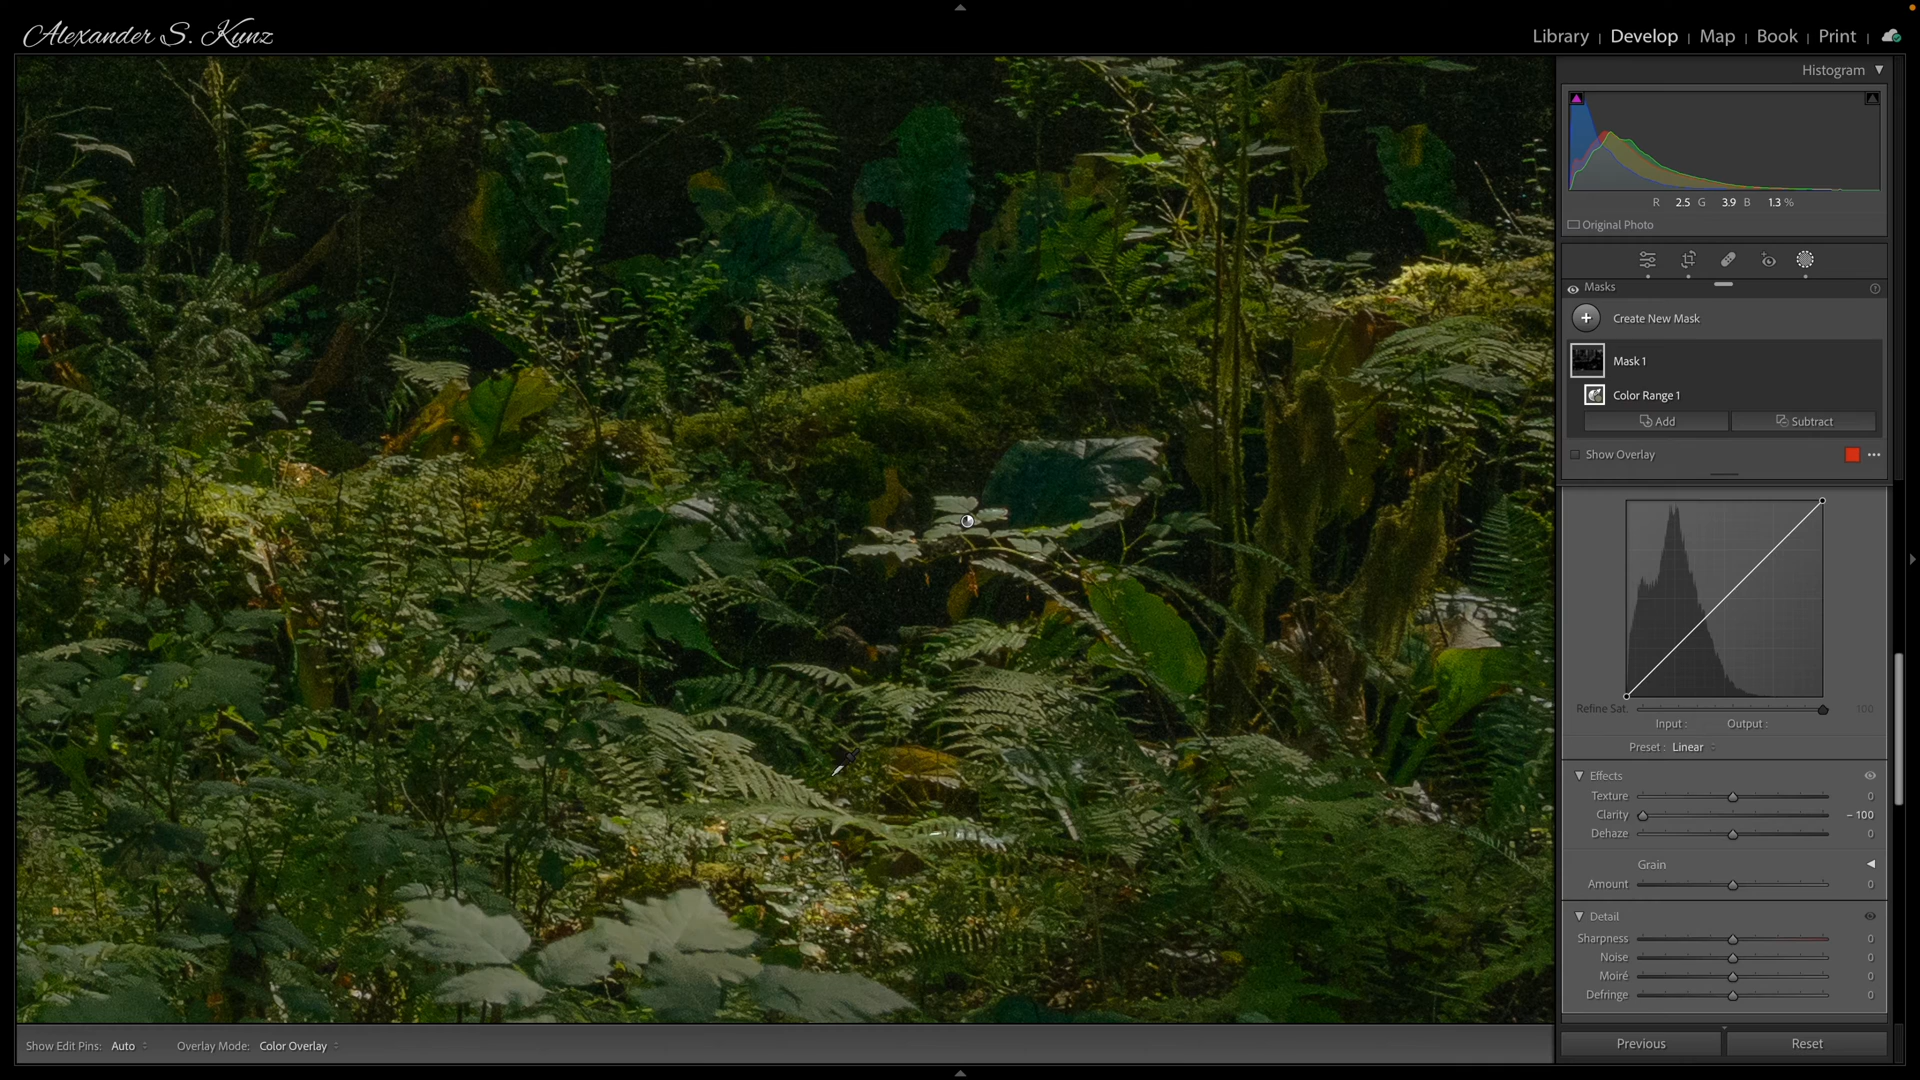 Alexander S. Kunz
Library | Develop | Map | Book | Print |
Histogram
R 2.5 G 3.9 B 1.3 %
Original Photo
Masks
Create New Mask
Mask 1
Color Range 1
Add Subtract
Show Overlay
Refine Sat. 100
Input : Output :
Preset : Linear
Effects
Texture 0
Clarity – 100
Dehaze 0
Grain
Amount 0
Detail
Sharpness 0
Noise 0
Moiré 0
Defringe 0
Show Edit Pins: Auto Overlay Mode: Color Overlay
Previous Reset